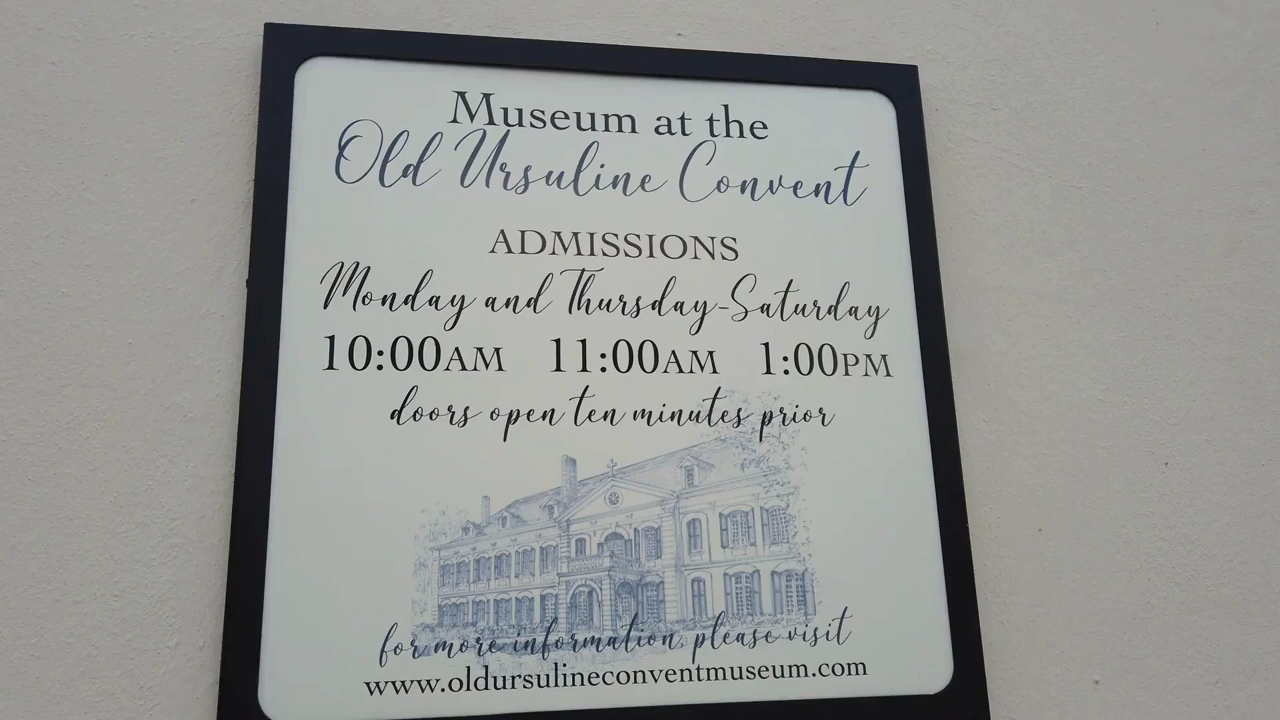 Museum at the
Old Ursuline Convent
ADMISSIONS
Monday and Thursday-Saturday
10:00AM 11:00AM 1:00PM
doors open ten minutes prior
for more information, please visit
www.oldursulineconventmuseum.com